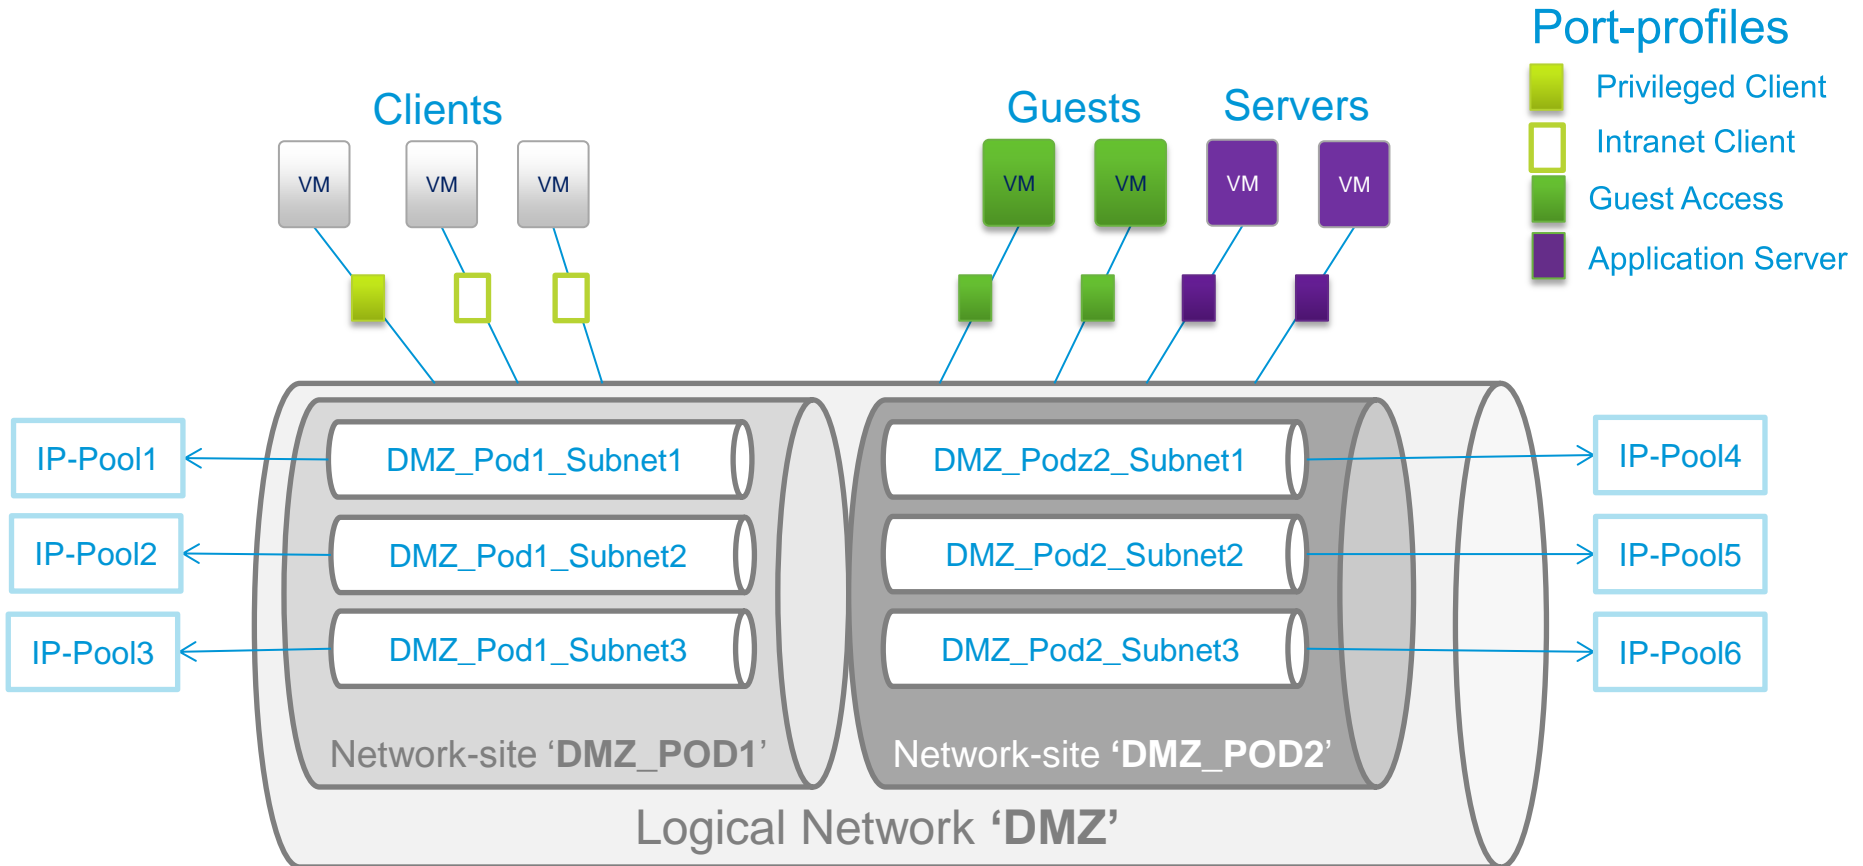 Port-profiles
Privileged Client
Intranet Client
Guest Access
Application Server
Clients
Guests
Servers
VM
VM
VM
VM
VM
VM
VM
IP-Pool1
DMZ_Pod1_Subnet1
DMZ_Podz2_Subnet1
IP-Pool4
IP-Pool2
DMZ_Pod1_Subnet2
DMZ_Pod2_Subnet2
IP-Pool5
IP-Pool3
DMZ_Pod1_Subnet3
DMZ_Pod2_Subnet3
IP-Pool6
Network-site ‘DMZ_POD1’
Network-site ‘DMZ_POD2’
Logical Network ‘DMZ’